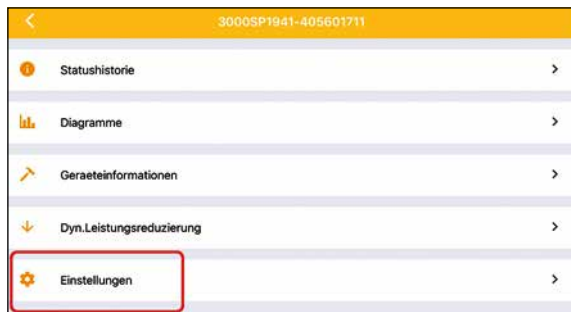 3000SP1941-405601711
Statushistorie
Diagramme
Geraeteinformationen
Dyn.Leistungsreduzierung
Einstellungen